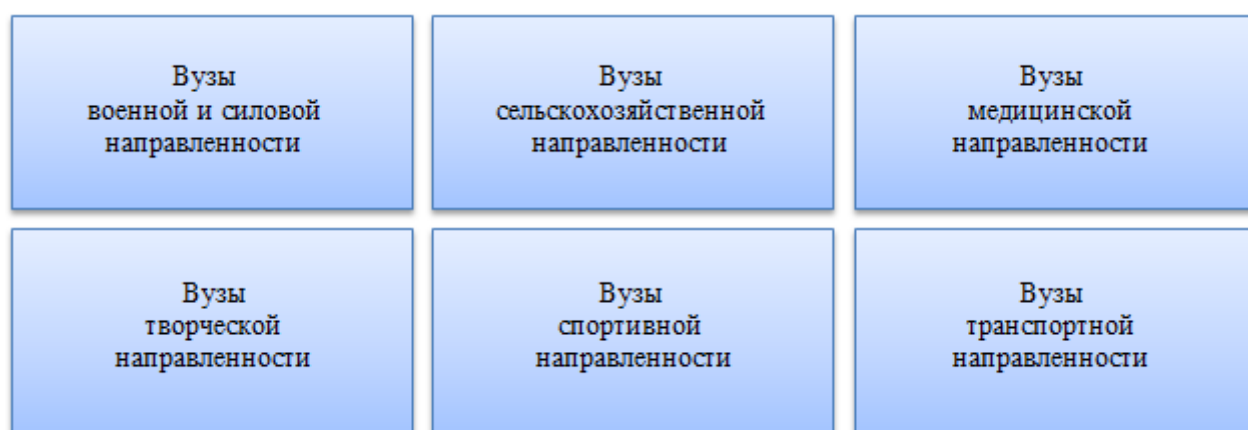 Вузы
военной и силовой
направленности
Вузы
сельскохозяйственной
направленности
Вузы
медицинской
направленности
Вузы
творческой
направленности
Вузы
спортивной
направленности
Вузы
транспортной
направленности